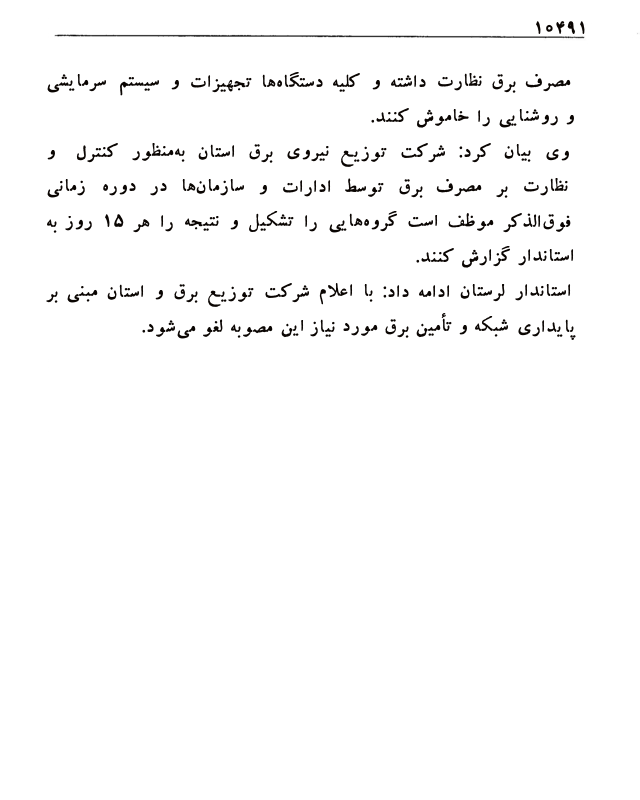 ۱۰۴۹۱
مصرف برق نظارت داشته و کلیه دستگاه‌ها تجهیزات و سیستم سرمایشی
و روشنایی را خاموش کنند.
وی بیان کرد: شرکت توزیع نیروی برق استان به‌منظور کنترل و
نظارت بر مصرف برق توسط ادارات و سازمان‌ها در دوره زمانی
فوق‌الذکر موظف است گروه‌هایی را تشکیل و نتیجه را هر ۱۵ روز به
استاندار گزارش کنند.
استاندار لرستان ادامه داد: با اعلام شرکت توزیع برق و استان مبنی بر
پایداری شبکه و تأمین برق مورد نیاز این مصوبه لغو می‌شود.